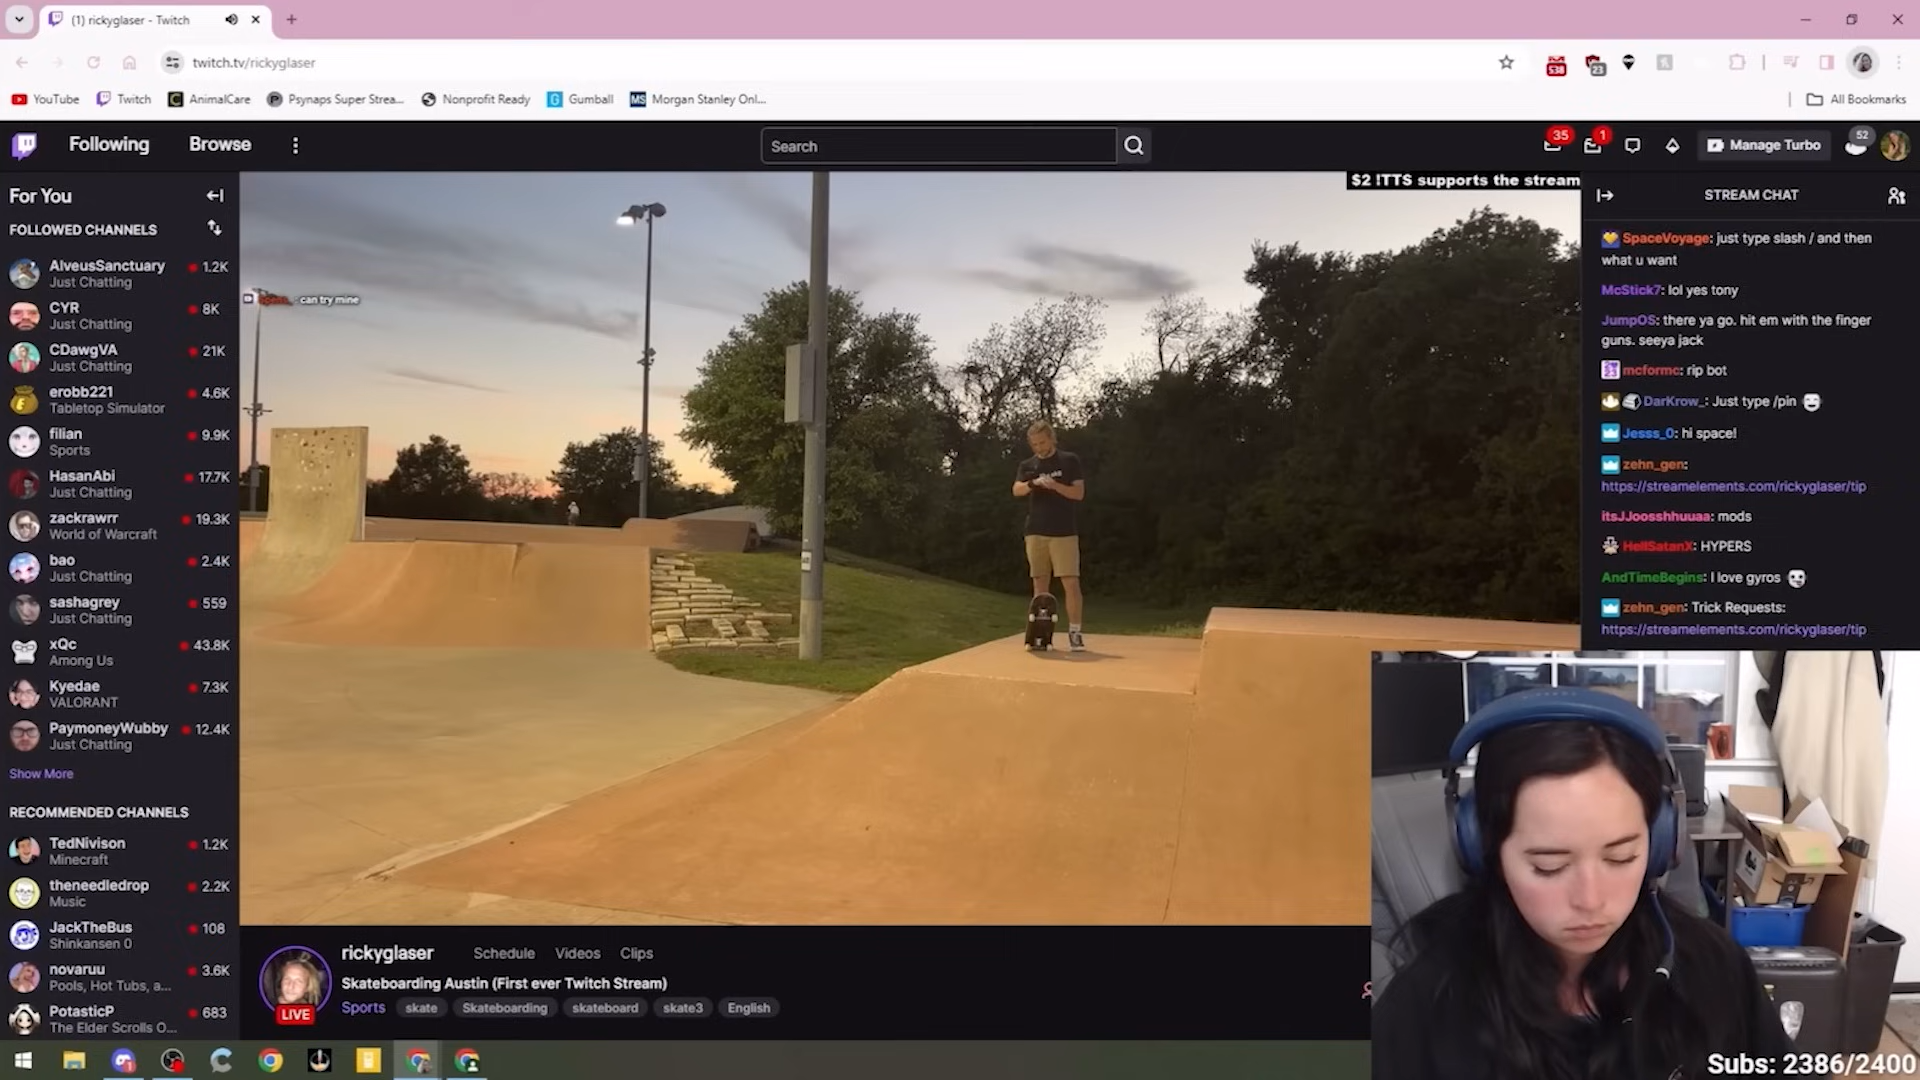 (1) rickyglaser - Twitch
twitch.tv/rickyglaser
538
23
YouTube
Twitch
AnimalCare
Psynaps Super Strea...
Nonprofit Ready
Gumball
Morgan Stanley Onl...
All Bookmarks
Following
Browse
Search
35
1
Manage Turbo
52
For You
FOLLOWED CHANNELS
AlveusSanctuary 1.2K
Just Chatting
CYR 8K
Just Chatting
CDawgVA 21K
Just Chatting
erobb221 4.6K
Tabletop Simulator
filian 9.9K
Sports
HasanAbi 17.7K
Just Chatting
zackrawrr 19.3K
World of Warcraft
bao 2.4K
Just Chatting
sashagrey 559
Just Chatting
xQc 43.8K
Among Us
Kyedae 7.3K
VALORANT
PaymoneyWubby 12.4K
Just Chatting
Show More
RECOMMENDED CHANNELS
TedNivison 1.2K
Minecraft
theneedledrop 2.2K
Music
JackTheBus 108
Shinkansen 0
novaruu 3.6K
Pools, Hot Tubs, a...
PotasticP 683
The Elder Scrolls O...
$2 !TTS supports the stream
: can try mine
STREAM CHAT
SpaceVoyage: just type slash / and then
what u want
McStick7: lol yes tony
JumpOS: there ya go. hit em with the finger
guns. seeya jack
mcformc: rip bot
DarKrow_: Just type /pin
Jesss_0: hi space!
zehn_gen:
https://streamelements.com/rickyglaser/tip
itsJJoosshhuuaa: mods
HellSatanX: HYPERS
AndTimeBegins: I love gyros
zehn_gen: Trick Requests:
https://streamelements.com/rickyglaser/tip
rickyglaser
Schedule
Videos
Clips
Skateboarding Austin (First ever Twitch Stream)
LIVE
Sports
skate
Skateboarding
skateboard
skate3
English
Subs: 2386/2400